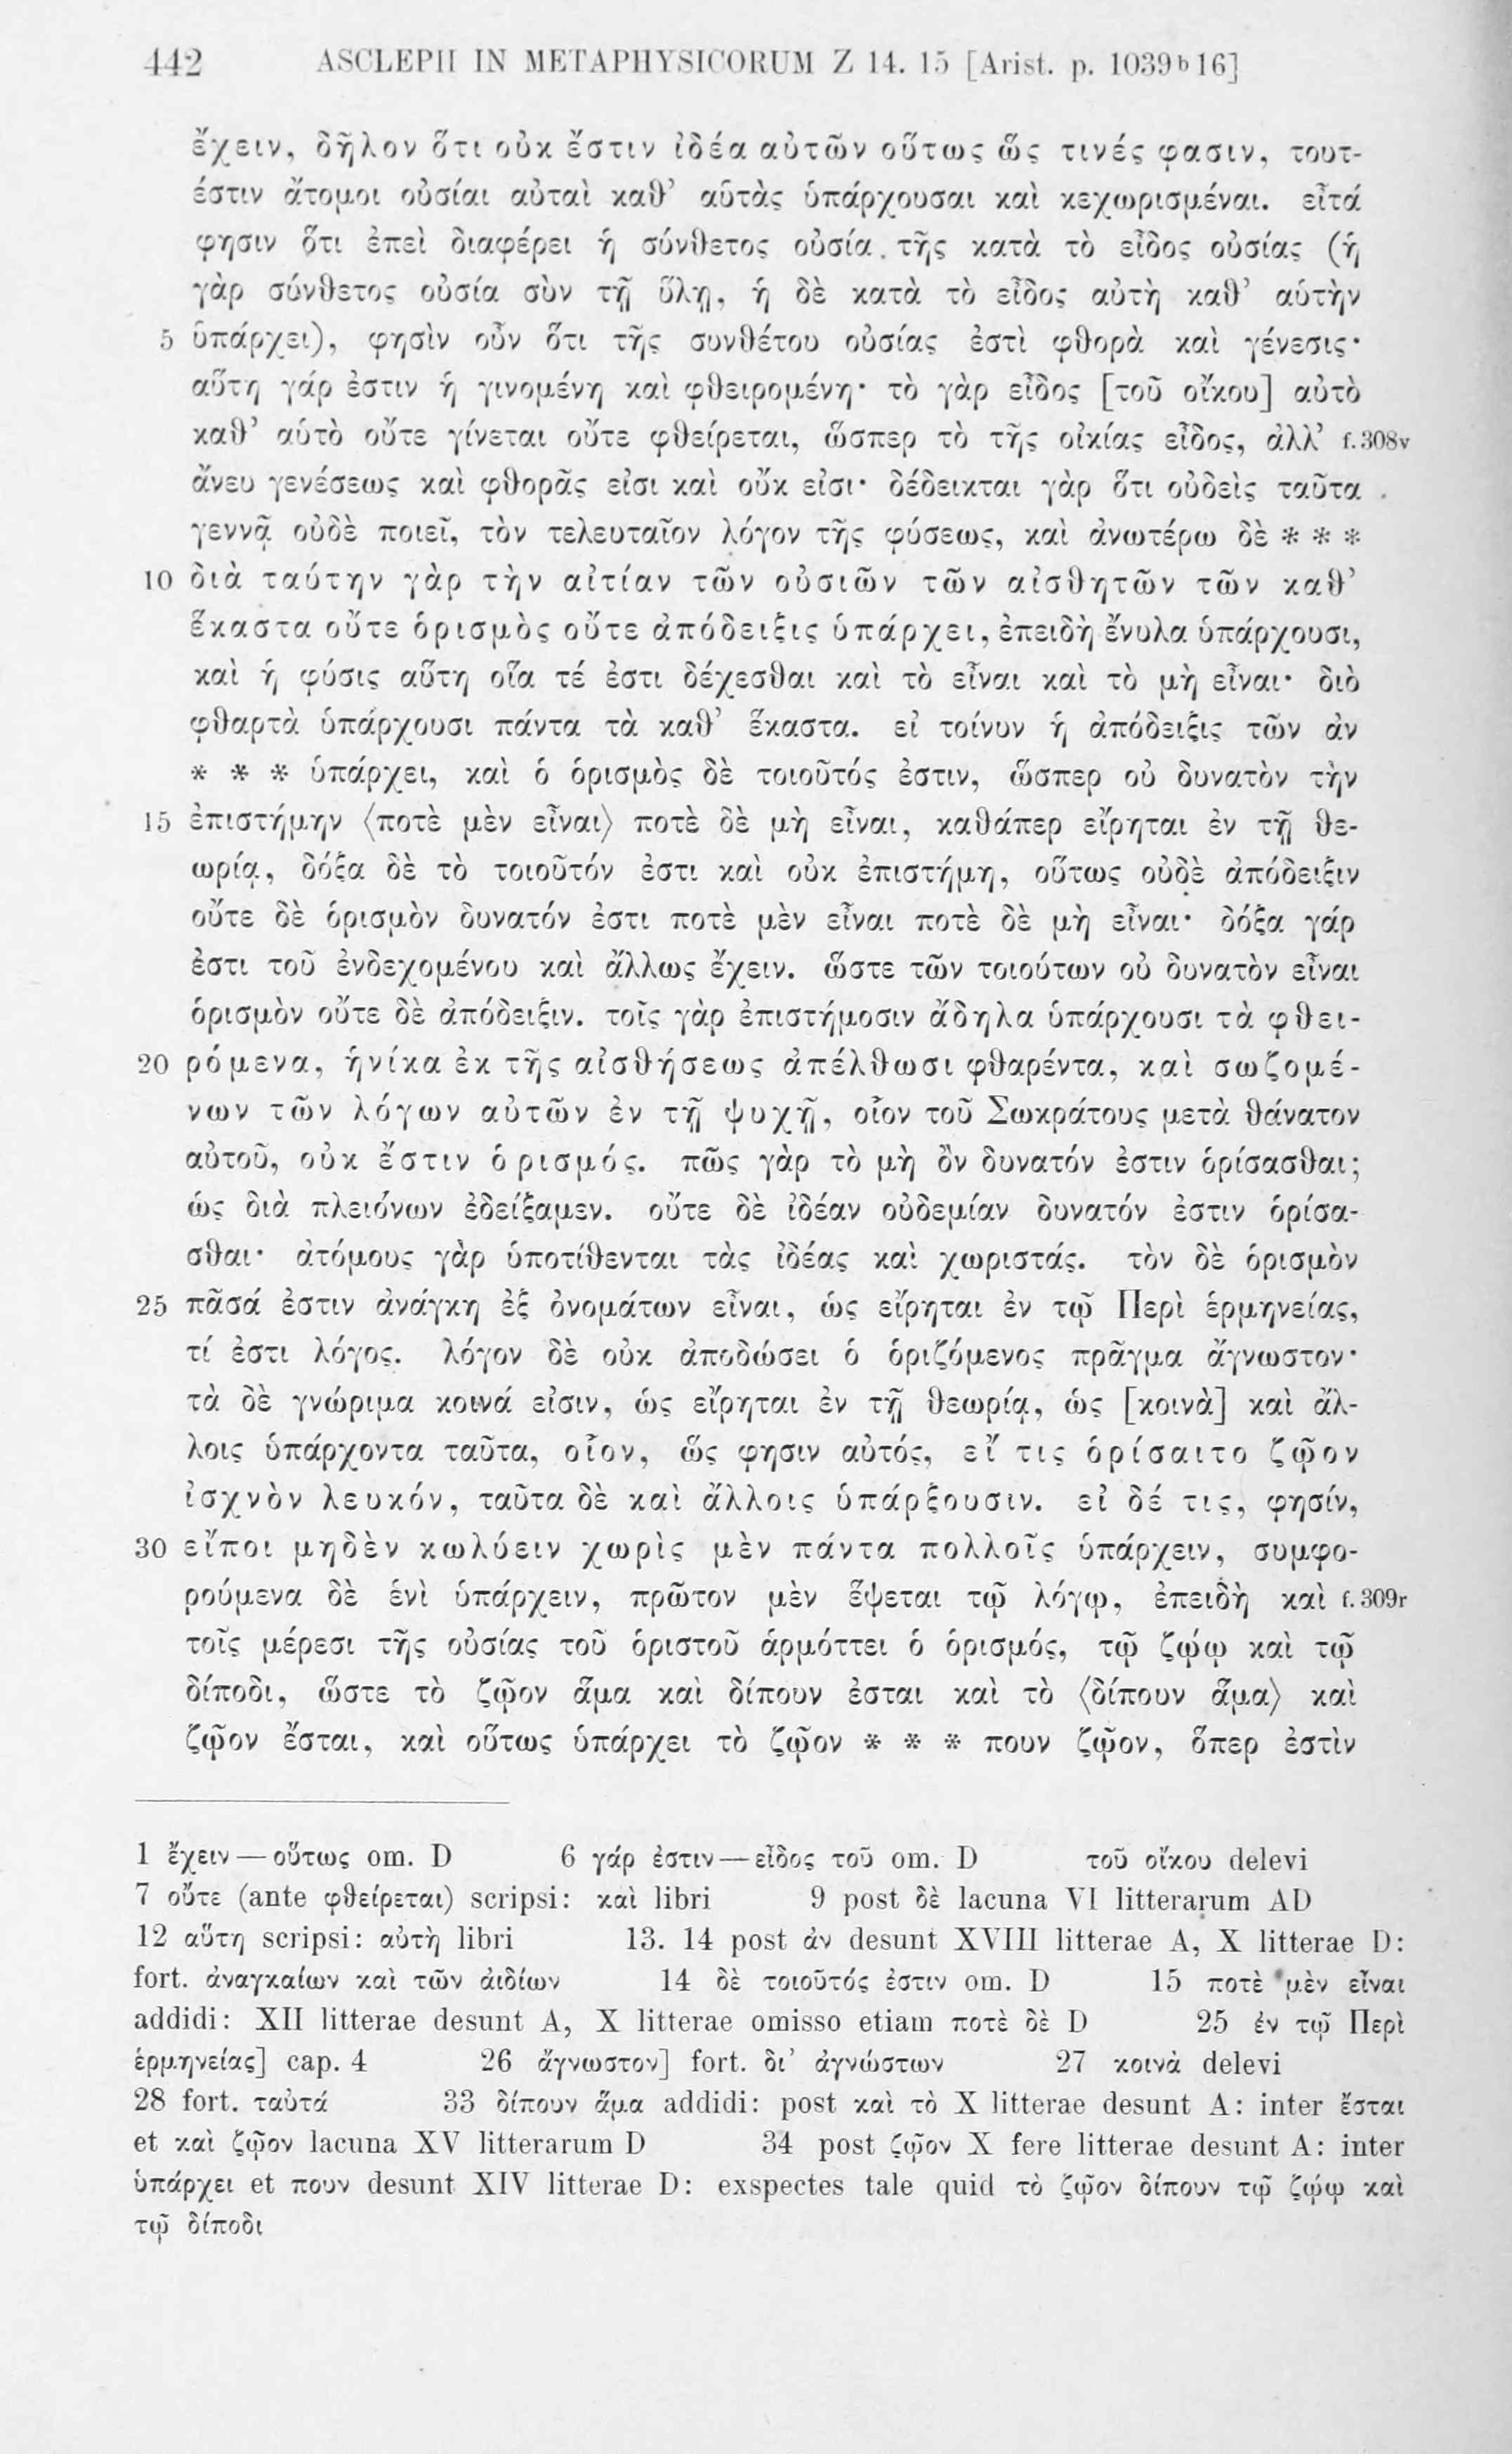 442 ASCLEPII IN METAPHYSICORUM Z 14. 15 [Arist. p. 1039ᵇ16]
ἔχειν, δῆλον ὅτι οὐκ ἔστιν ἰδέα αὐτῶν οὕτως ὥς τινές φασιν, τουτ-
έστιν ἄτομοι οὐσίαι αὐταὶ καθ’ αὑτὰς ὑπάρχουσαι καὶ κεχωρισμέναι. εἶτά
φησιν ὅτι ἐπεὶ διαφέρει ἡ σύνθετος οὐσία τῆς κατὰ τὸ εἶδος οὐσίας (ἡ
γὰρ σύνθετος οὐσία σὺν τῇ ὕλῃ, ἡ δὲ κατὰ τὸ εἶδος αὐτὴ καθ’ αὑτὴν
5 ὑπάρχει), φησὶν οὖν ὅτι τῆς συνθέτου οὐσίας ἐστὶ φθορὰ καὶ γένεσις·
αὕτη γάρ ἐστιν ἡ γινομένη καὶ φθειρομένη· τὸ γὰρ εἶδος [τοῦ οἴκου] αὐτὸ
καθ’ αὑτὸ οὔτε γίνεται οὔτε φθείρεται, ὥσπερ τὸ τῆς οἰκίας εἶδος, ἀλλ’ f. 308v
ἄνευ γενέσεως καὶ φθορᾶς εἰσι καὶ οὔκ εἰσι· δέδεικται γὰρ ὅτι οὐδεὶς ταῦτα
γεννᾷ οὐδὲ ποιεῖ, τὸν τελευταῖον λόγον τῆς φύσεως, καὶ ἀνωτέρω δὲ * * *
10 διὰ ταύτην γὰρ τὴν αἰτίαν τῶν οὐσιῶν τῶν αἰσθητῶν τῶν καθ’
ἕκαστα οὔτε ὁρισμὸς οὔτε ἀπόδειξις ὑπάρχει, ἐπειδὴ ἔνυλα ὑπάρχουσι,
καὶ ἡ φύσις αὕτη οἵα τέ ἐστι δέχεσθαι καὶ τὸ εἶναι καὶ τὸ μὴ εἶναι· διὸ
φθαρτὰ ὑπάρχουσι πάντα τὰ καθ’ ἕκαστα. εἰ τοίνυν ἡ ἀπόδειξις τῶν ἀν
* * * ὑπάρχει, καὶ ὁ ὁρισμὸς δὲ τοιοῦτός ἐστιν, ὥσπερ οὐ δυνατὸν τὴν
15 ἐπιστήμην ⟨ποτὲ μὲν εἶναι⟩ ποτὲ δὲ μὴ εἶναι, καθάπερ εἴρηται ἐν τῇ θε-
ωρίᾳ, δόξα δὲ τὸ τοιοῦτόν ἐστι καὶ οὐκ ἐπιστήμη, οὕτως οὐδὲ ἀπόδειξιν
οὔτε δὲ ὁρισμὸν δυνατόν ἐστι ποτὲ μὲν εἶναι ποτὲ δὲ μὴ εἶναι· δόξα γάρ
ἐστι τοῦ ἐνδεχομένου καὶ ἄλλως ἔχειν. ὥστε τῶν τοιούτων οὐ δυνατὸν εἶναι
ὁρισμὸν οὔτε δὲ ἀπόδειξιν. τοῖς γὰρ ἐπιστήμοσιν ἄδηλα ὑπάρχουσι τὰ φθει-
20 ρόμενα, ἡνίκα ἐκ τῆς αἰσθήσεως ἀπέλθωσι φθαρέντα, καὶ σωζομέ-
νων τῶν λόγων αὐτῶν ἐν τῇ ψυχῇ, οἷον τοῦ Σωκράτους μετὰ θάνατον
αὐτοῦ, οὐκ ἔστιν ὁρισμός. πῶς γὰρ τὸ μὴ ὂν δυνατόν ἐστιν ὁρίσασθαι;
ὡς διὰ πλειόνων ἐδείξαμεν. οὔτε δὲ ἰδέαν οὐδεμίαν δυνατόν ἐστιν ὁρίσα-
σθαι· ἀτόμους γὰρ ὑποτίθενται τὰς ἰδέας καὶ χωριστάς. τὸν δὲ ὁρισμὸν
25 πᾶσά ἐστιν ἀνάγκη ἐξ ὀνομάτων εἶναι, ὡς εἴρηται ἐν τῷ Περὶ ἑρμηνείας,
τί ἐστι λόγος. λόγον δὲ οὐκ ἀποδώσει ὁ ὁριζόμενος πρᾶγμα ἄγνωστον·
τὰ δὲ γνώριμα κοινά εἰσιν, ὡς εἴρηται ἐν τῇ θεωρίᾳ, ὡς [κοινὰ] καὶ ἄλ-
λοις ὑπάρχοντα ταῦτα, οἷον, ὥς φησιν αὐτός, εἴ τις ὁρίσαιτο ζῷον
ἰσχνὸν λευκόν, ταῦτα δὲ καὶ ἄλλοις ὑπάρξουσιν. εἰ δέ τις, φησίν,
30 εἴποι μηδὲν κωλύειν χωρὶς μὲν πάντα πολλοῖς ὑπάρχειν, συμφο-
ρούμενα δὲ ἑνὶ ὑπάρχειν, πρῶτον μὲν ἕψεται τῷ λόγῳ, ἐπειδὴ καὶ f. 309r
τοῖς μέρεσι τῆς οὐσίας τοῦ ὁριστοῦ ἁρμόττει ὁ ὁρισμός, τῷ ζῴῳ καὶ τῷ
δίποδι, ὥστε τὸ ζῷον ἅμα καὶ δίπουν ἐσται καὶ τὸ ⟨δίπουν ἅμα⟩ καὶ
ζῷον ἔσται, καὶ οὕτως ὑπάρχει τὸ ζῷον * * * πουν ζῷον, ὅπερ ἐστὶν
1 ἔχειν — οὕτως om. D 6 γάρ ἐστιν — εἶδος τοῦ om. D τοῦ οἴκου delevi
7 οὔτε (ante φθείρεται) scripsi: καὶ libri 9 post δὲ lacuna VI litterarum AD
12 αὕτη scripsi: αὐτὴ libri 13. 14 post ἀν desunt XVIII litterae A, X litterae D:
fort. ἀναγκαίων καὶ τῶν ἀιδίων 14 δὲ τοιοῦτός ἐστιν om. D 15 ποτὲ μὲν εἶναι
addidi: XII litterae desunt A, X litterae omisso etiam ποτὲ δὲ D 25 ἐν τῷ Περὶ
ἑρμηνείας] cap. 4 26 ἄγνωστον] fort. δι’ ἀγνώστων 27 κοινὰ delevi
28 fort. ταὐτά 33 δίπουν ἅμα addidi: post καὶ τὸ X litterae desunt A: inter ἔσται
et καὶ ζῷον lacuna XV litterarum D 34 post ζῷον X fere litterae desunt A: inter
ὑπάρχει et πουν desunt XIV litterae D: exspectes tale quid τὸ ζῷον δίπουν τῷ ζῴῳ καὶ
τῷ δίποδι